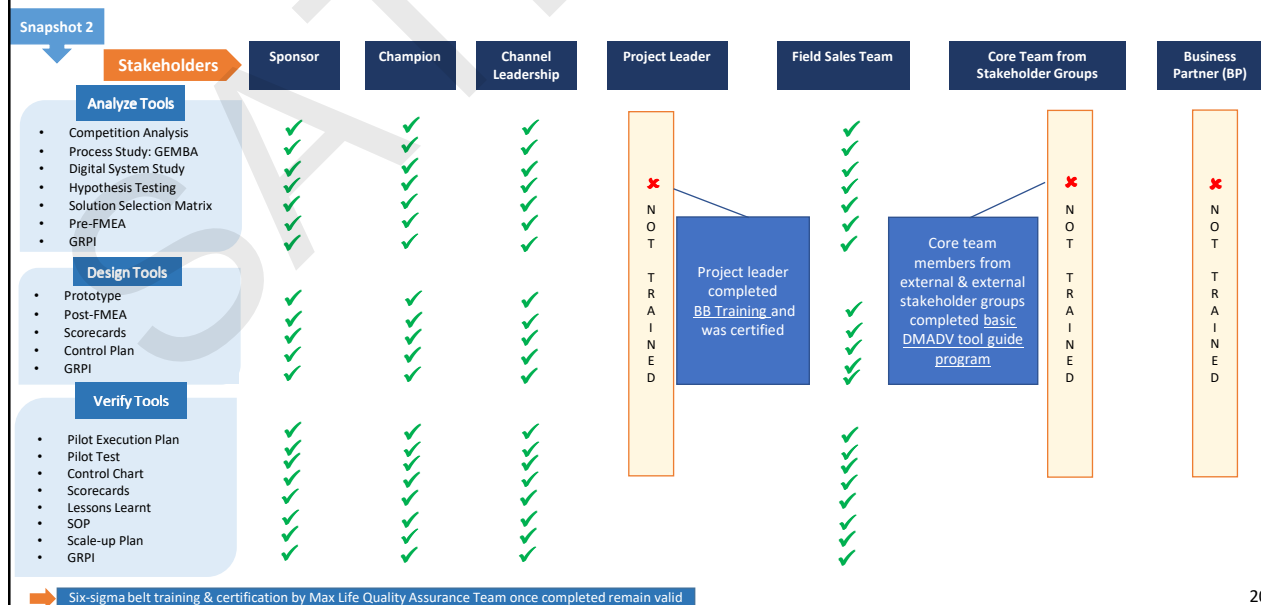 Snapshot 2
Stakeholders
Sponsor
Champion
Channel
Leadership
Project Leader
Field Sales Team
Core Team from
Stakeholder Groups
Business
Partner (BP)
Analyze Tools
• Competition Analysis
• Process Study: GEMBA
• Digital System Study
• Hypothesis Testing
• Solution Selection Matrix
• Pre-FMEA
• GRPI
Design Tools
• Prototype
• Post-FMEA
• Scorecards
• Control Plan
• GRPI
Verify Tools
• Pilot Execution Plan
• Pilot Test
• Control Chart
• Scorecards
• Lessons Learnt
• SOP
• Scale-up Plan
• GRPI
NOT TRAINED
Project leader
completed
BB Training and
was certified
Core team
members from
external & external
stakeholder groups
completed basic
DMADV tool guide
program
NOT TRAINED
NOT TRAINED
Six-sigma belt training & certification by Max Life Quality Assurance Team once completed remain valid